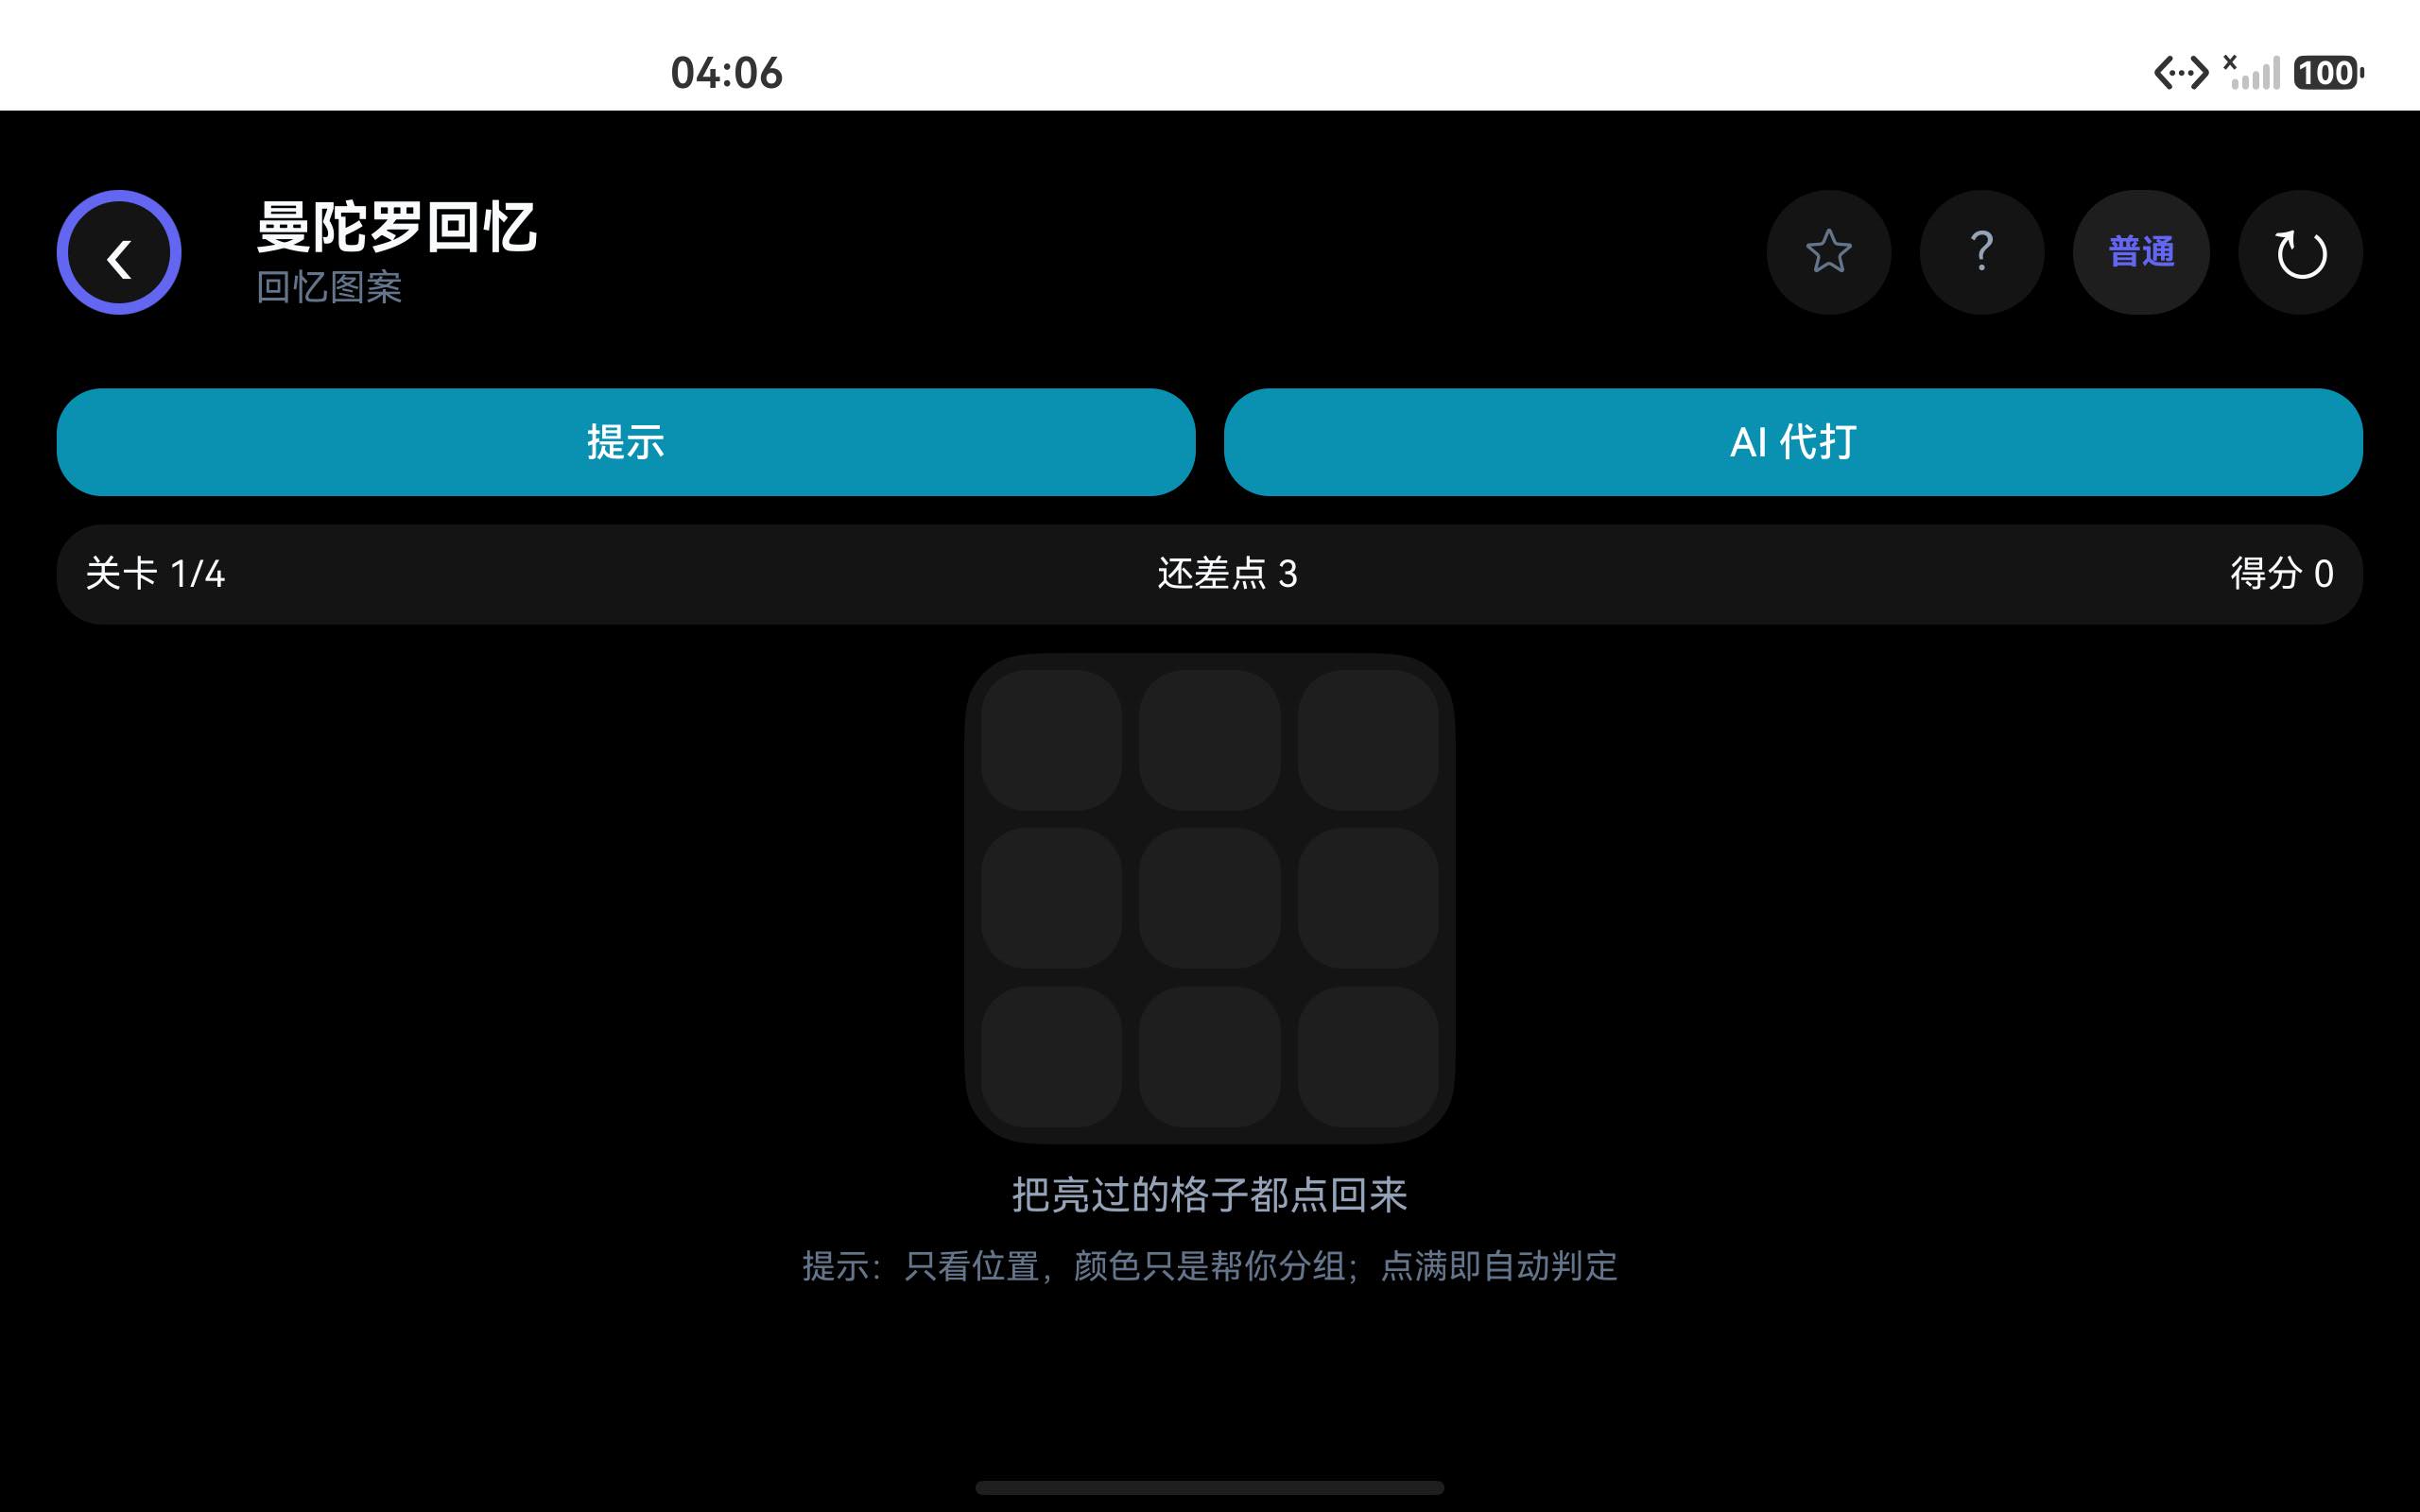 04:06
100
曼陀罗回忆
回忆图案
?
普通
提示
AI 代打
关卡 1/4
还差点 3
得分 0
把亮过的格子都点回来
提示：只看位置，颜色只是帮你分组；点满即自动判定